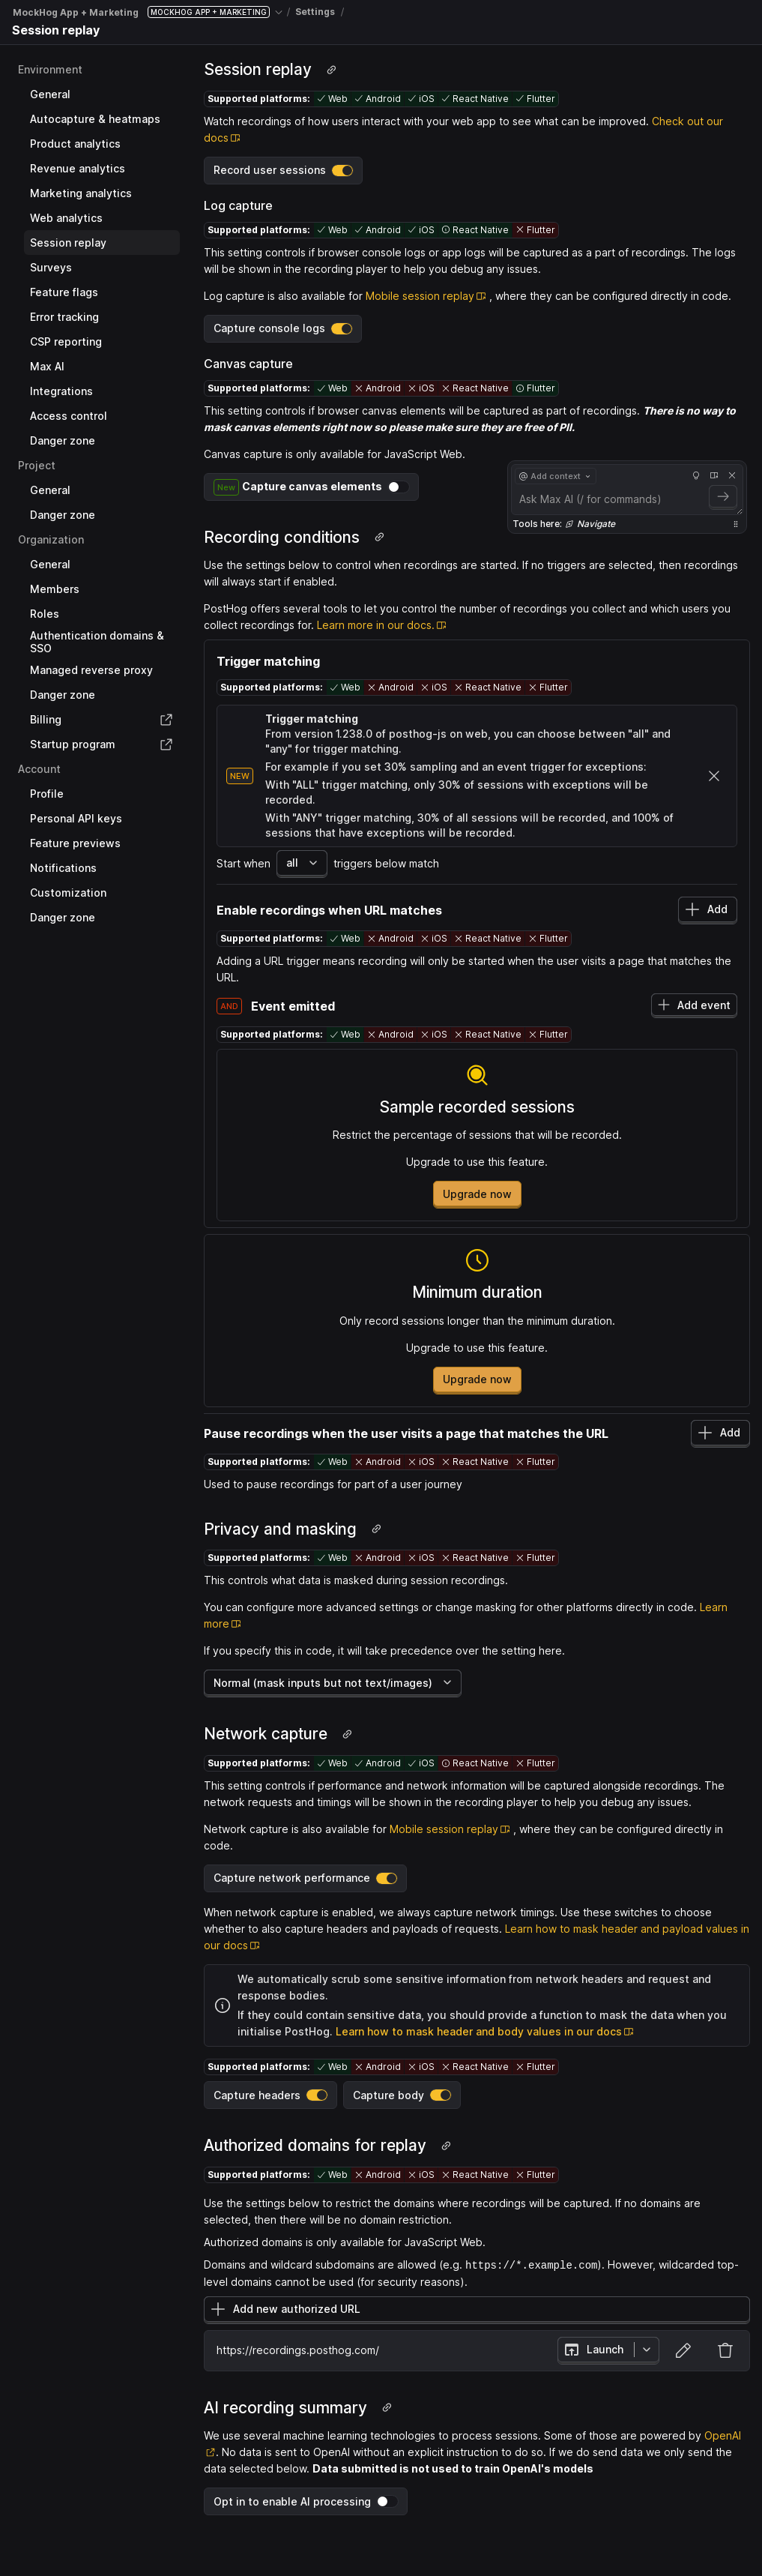 MockHog App + Marketing MOCKHOG APP + MARKETING / Settings /
Session replay
Environment
General
Autocapture & heatmaps
Product analytics
Revenue analytics
Marketing analytics
Web analytics
Session replay
Surveys
Feature flags
Error tracking
CSP reporting
Max AI
Integrations
Access control
Danger zone
Project
General
Danger zone
Organization
General
Members
Roles
Authentication domains &
SSO
Managed reverse proxy
Danger zone
Billing
Startup program
Account
Profile
Personal API keys
Feature previews
Notifications
Customization
Danger zone
Session replay
Supported platforms: Web Android iOS React Native Flutter
Watch recordings of how users interact with your web app to see what can be improved. Check out our
docs
Record user sessions
Log capture
Supported platforms: Web Android iOS React Native Flutter
This setting controls if browser console logs or app logs will be captured as a part of recordings. The logs
will be shown in the recording player to help you debug any issues.
Log capture is also available for Mobile session replay , where they can be configured directly in code.
Capture console logs
Canvas capture
Supported platforms: Web Android iOS React Native Flutter
This setting controls if browser canvas elements will be captured as part of recordings. There is no way to
mask canvas elements right now so please make sure they are free of PII.
Canvas capture is only available for JavaScript Web.
New Capture canvas elements
@ Add context
Ask Max AI (/ for commands)
Tools here: Navigate
Recording conditions
Use the settings below to control when recordings are started. If no triggers are selected, then recordings
will always start if enabled.
PostHog offers several tools to let you control the number of recordings you collect and which users you
collect recordings for. Learn more in our docs.
Trigger matching
Supported platforms: Web Android iOS React Native Flutter
NEW
Trigger matching
From version 1.238.0 of posthog-js on web, you can choose between "all" and
"any" for trigger matching.
For example if you set 30% sampling and an event trigger for exceptions:
With "ALL" trigger matching, only 30% of sessions with exceptions will be
recorded.
With "ANY" trigger matching, 30% of all sessions will be recorded, and 100% of
sessions that have exceptions will be recorded.
Start when all triggers below match
Enable recordings when URL matches Add
Supported platforms: Web Android iOS React Native Flutter
Adding a URL trigger means recording will only be started when the user visits a page that matches the
URL.
AND Event emitted Add event
Supported platforms: Web Android iOS React Native Flutter
Sample recorded sessions
Restrict the percentage of sessions that will be recorded.
Upgrade to use this feature.
Upgrade now
Minimum duration
Only record sessions longer than the minimum duration.
Upgrade to use this feature.
Upgrade now
Pause recordings when the user visits a page that matches the URL Add
Supported platforms: Web Android iOS React Native Flutter
Used to pause recordings for part of a user journey
Privacy and masking
Supported platforms: Web Android iOS React Native Flutter
This controls what data is masked during session recordings.
You can configure more advanced settings or change masking for other platforms directly in code. Learn
more
If you specify this in code, it will take precedence over the setting here.
Normal (mask inputs but not text/images)
Network capture
Supported platforms: Web Android iOS React Native Flutter
This setting controls if performance and network information will be captured alongside recordings. The
network requests and timings will be shown in the recording player to help you debug any issues.
Network capture is also available for Mobile session replay , where they can be configured directly in
code.
Capture network performance
When network capture is enabled, we always capture network timings. Use these switches to choose
whether to also capture headers and payloads of requests. Learn how to mask header and payload values in
our docs
We automatically scrub some sensitive information from network headers and request and
response bodies.
If they could contain sensitive data, you should provide a function to mask the data when you
initialise PostHog. Learn how to mask header and body values in our docs
Supported platforms: Web Android iOS React Native Flutter
Capture headers Capture body
Authorized domains for replay
Supported platforms: Web Android iOS React Native Flutter
Use the settings below to restrict the domains where recordings will be captured. If no domains are
selected, then there will be no domain restriction.
Authorized domains is only available for JavaScript Web.
Domains and wildcard subdomains are allowed (e.g. https://*.example.com). However, wildcarded top-
level domains cannot be used (for security reasons).
Add new authorized URL
https://recordings.posthog.com/ Launch
AI recording summary
We use several machine learning technologies to process sessions. Some of those are powered by OpenAI
. No data is sent to OpenAI without an explicit instruction to do so. If we do send data we only send the
data selected below. Data submitted is not used to train OpenAI's models
Opt in to enable AI processing